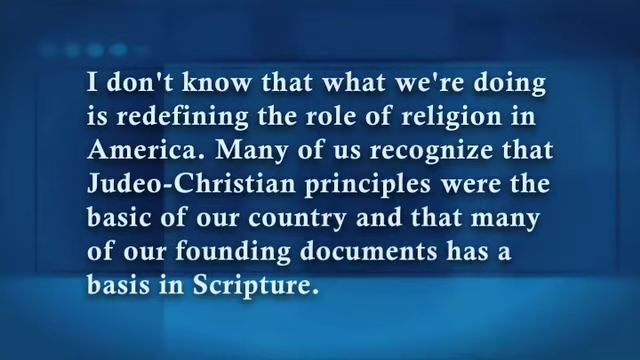 I don't know that what we're doing
is redefining the role of religion in
America. Many of us recognize that
Judeo-Christian principles were the
basic of our country and that many
of our founding documents has a
basis in Scripture.